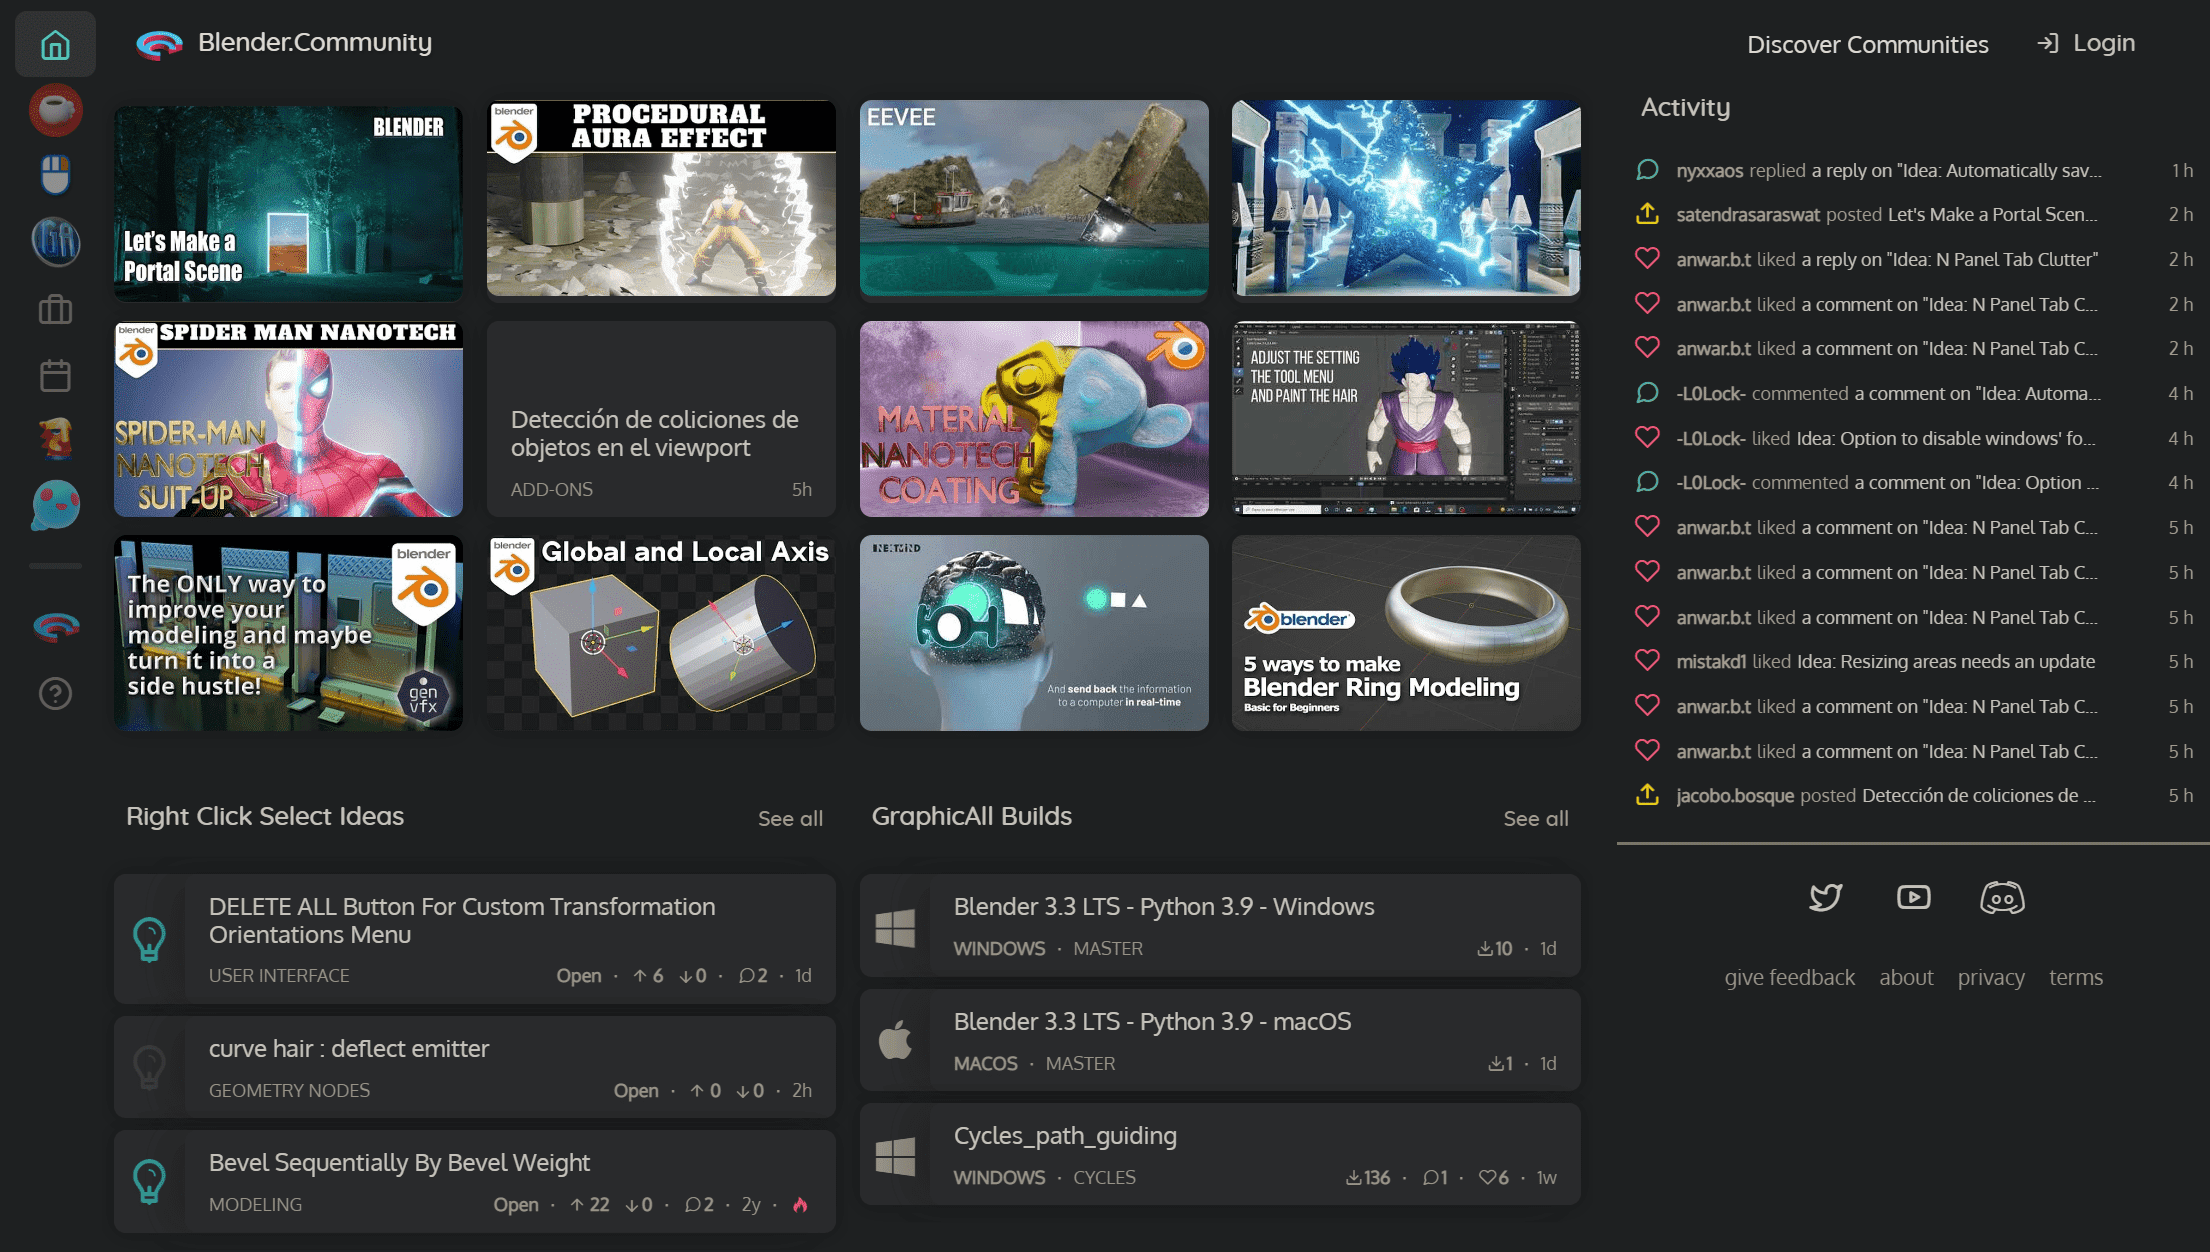 Blender.Community
Discover Communities
Login
BLENDER
Let's Make a
Portal Scene
blender
PROCEDURAL
AURA EFFECT
EEVEE
blender
SPIDER MAN NANOTECH
SPIDER-MAN
NANOTECH
SUIT-UP
Detección de coliciones de
objetos en el viewport
ADD-ONS
5h
MATERIAL
NANOTECH
COATING
ADJUST THE SETTING
THE TOOL MENU
AND PAINT THE HAIR
The ONLY way to
improve your
modeling and maybe
turn it into a
side hustle!
blender
gen
vfx
blender
Global and Local Axis
NEXTMIND
And send back the information
to a computer in real-time
blender
5 ways to make
Blender Ring Modeling
Basic for Beginners
Activity
nyxxaos replied a reply on "Idea: Automatically sav... 1 h
satendrasaraswat posted Let's Make a Portal Scen... 2 h
anwar.b.t liked a reply on "Idea: N Panel Tab Clutter" 2 h
anwar.b.t liked a comment on "Idea: N Panel Tab C... 2 h
anwar.b.t liked a comment on "Idea: N Panel Tab C... 2 h
-L0Lock- commented a comment on "Idea: Automa... 4 h
-L0Lock- liked Idea: Option to disable windows' fo... 4 h
-L0Lock- commented a comment on "Idea: Option ... 4 h
anwar.b.t liked a comment on "Idea: N Panel Tab C... 5 h
anwar.b.t liked a comment on "Idea: N Panel Tab C... 5 h
anwar.b.t liked a comment on "Idea: N Panel Tab C... 5 h
mistakd1 liked Idea: Resizing areas needs an update 5 h
anwar.b.t liked a comment on "Idea: N Panel Tab C... 5 h
anwar.b.t liked a comment on "Idea: N Panel Tab C... 5 h
jacobo.bosque posted Detección de coliciones de ... 5 h
give feedback about privacy terms
Right Click Select Ideas
See all
DELETE ALL Button For Custom Transformation
Orientations Menu
USER INTERFACE
Open · ↑ 6 ↓ 0 · 2 · 1d
curve hair : deflect emitter
GEOMETRY NODES
Open · ↑ 0 ↓ 0 · 2h
Bevel Sequentially By Bevel Weight
MODELING
Open · ↑ 22 ↓ 0 · 2 · 2y ·
GraphicAll Builds
See all
Blender 3.3 LTS - Python 3.9 - Windows
WINDOWS · MASTER
10 · 1d
Blender 3.3 LTS - Python 3.9 - macOS
MACOS · MASTER
1 · 1d
Cycles_path_guiding
WINDOWS · CYCLES
136 · 1 · 6 · 1w